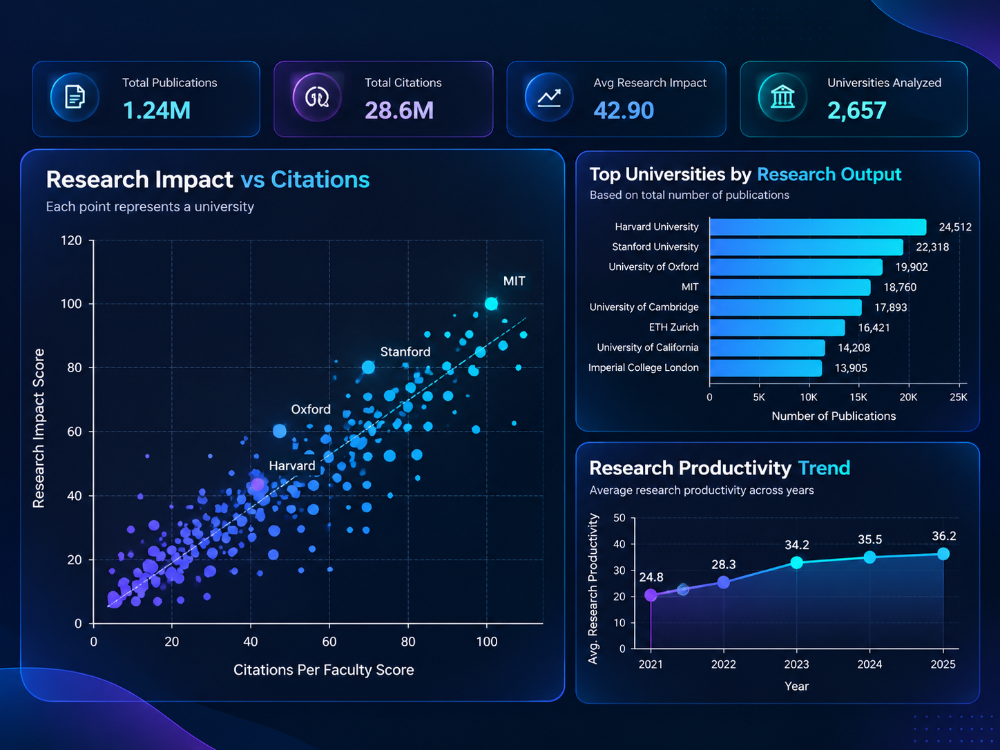 Total Publications
1.24M
Total Citations
28.6M
Avg Research Impact
42.90
Universities Analyzed
2,657
Research Impact vs Citations
Each point represents a university
Research Impact Score
120
100
80
60
40
20
0
MIT
Stanford
Oxford
Harvard
0 20 40 60 80 100
Citations Per Faculty Score
Top Universities by Research Output
Based on total number of publications
Harvard University 24,512
Stanford University 22,318
University of Oxford 19,902
MIT 18,760
University of Cambridge 17,893
ETH Zurich 16,421
University of California 14,208
Imperial College London 13,905
0 5K 10K 15K 20K 25K
Number of Publications
Research Productivity Trend
Average research productivity across years
Avg. Research Productivity
50
40
30
20
10
0
24.8 28.3 34.2 35.5 36.2
2021 2022 2023 2024 2025
Year